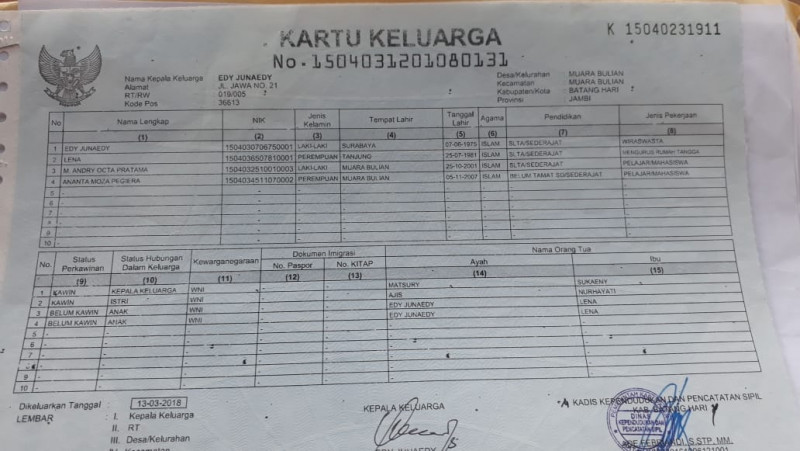 KARTU KELUARGA
K 15040231911
No. 1504031201080131
Nama Kepala Keluarga EDY JUNAEDY
Alamat JL. JAWA NO. 21
RT/RW 018/005
Kode Pos 36613
Desa/Kelurahan : MUARA BULIAN
Kecamatan : MUARA BULIAN
Kabupaten/Kota : BATANG HARI
Provinsi : JAMBI
No Nama Lengkap NIK Jenis Kelamin Tempat Lahir Tanggal Lahir Agama Pendidikan Jenis Pekerjaan
(1) (2) (3) (4) (5) (6) (7) (8)
1 EDY JUNAEDY 1504030706750001 LAKI-LAKI SURABAYA 07-06-1975 ISLAM SLTA/SEDERAJAT WIRASWASTA
2 LENA 1504036507810001 PEREMPUAN TANJUNG 25-07-1981 ISLAM SLTA/SEDERAJAT MENGURUS RUMAH TANGGA
3 M. ANDRY OCTA PRATAMA 1504032510010003 LAKI-LAKI MUARA BULIAN 25-10-2001 ISLAM SLTA/SEDERAJAT PELAJAR/MAHASISWA
4 ANANTA MOZA PEGIERA 1504034511070002 PEREMPUAN MUARA BULIAN 05-11-2007 ISLAM BELUM TAMAT SD/SEDERAJAT PELAJAR/MAHASISWA
5 -
6 -
7 -
8 -
9 -
10 -
No. Status Perkawinan Status Hubungan Dalam Keluarga Kewarganegaraan Dokumen Imigrasi Nama Orang Tua
No. Paspor No. KITAP Ayah Ibu
(9) (10) (11) (12) (13) (14) (15)
1 KAWIN KEPALA KELUARGA WNI - - MATSUKY SUKAENY
2 KAWIN ISTRI WNI - - AJIS NURHAYATI
3 BELUM KAWIN ANAK WNI - - EDY JUNAEDY LENA
4 BELUM KAWIN ANAK WNI - - EDY JUNAEDY LENA
5 -
6 -
7 -
8 -
9 -
10 -
Dikeluarkan Tanggal : 13-03-2018
LEMBAR : I. Kepala Keluarga
II. RT
III. Desa/Kelurahan
KEPALA KELUARGA
KADIS KEPENDUDUKAN DAN PENCATATAN SIPIL
KAB. BATANG HARI
DINAS
KEPENDUDUKAN DAN
PENCATATAN SIPIL
S.STP, MM.